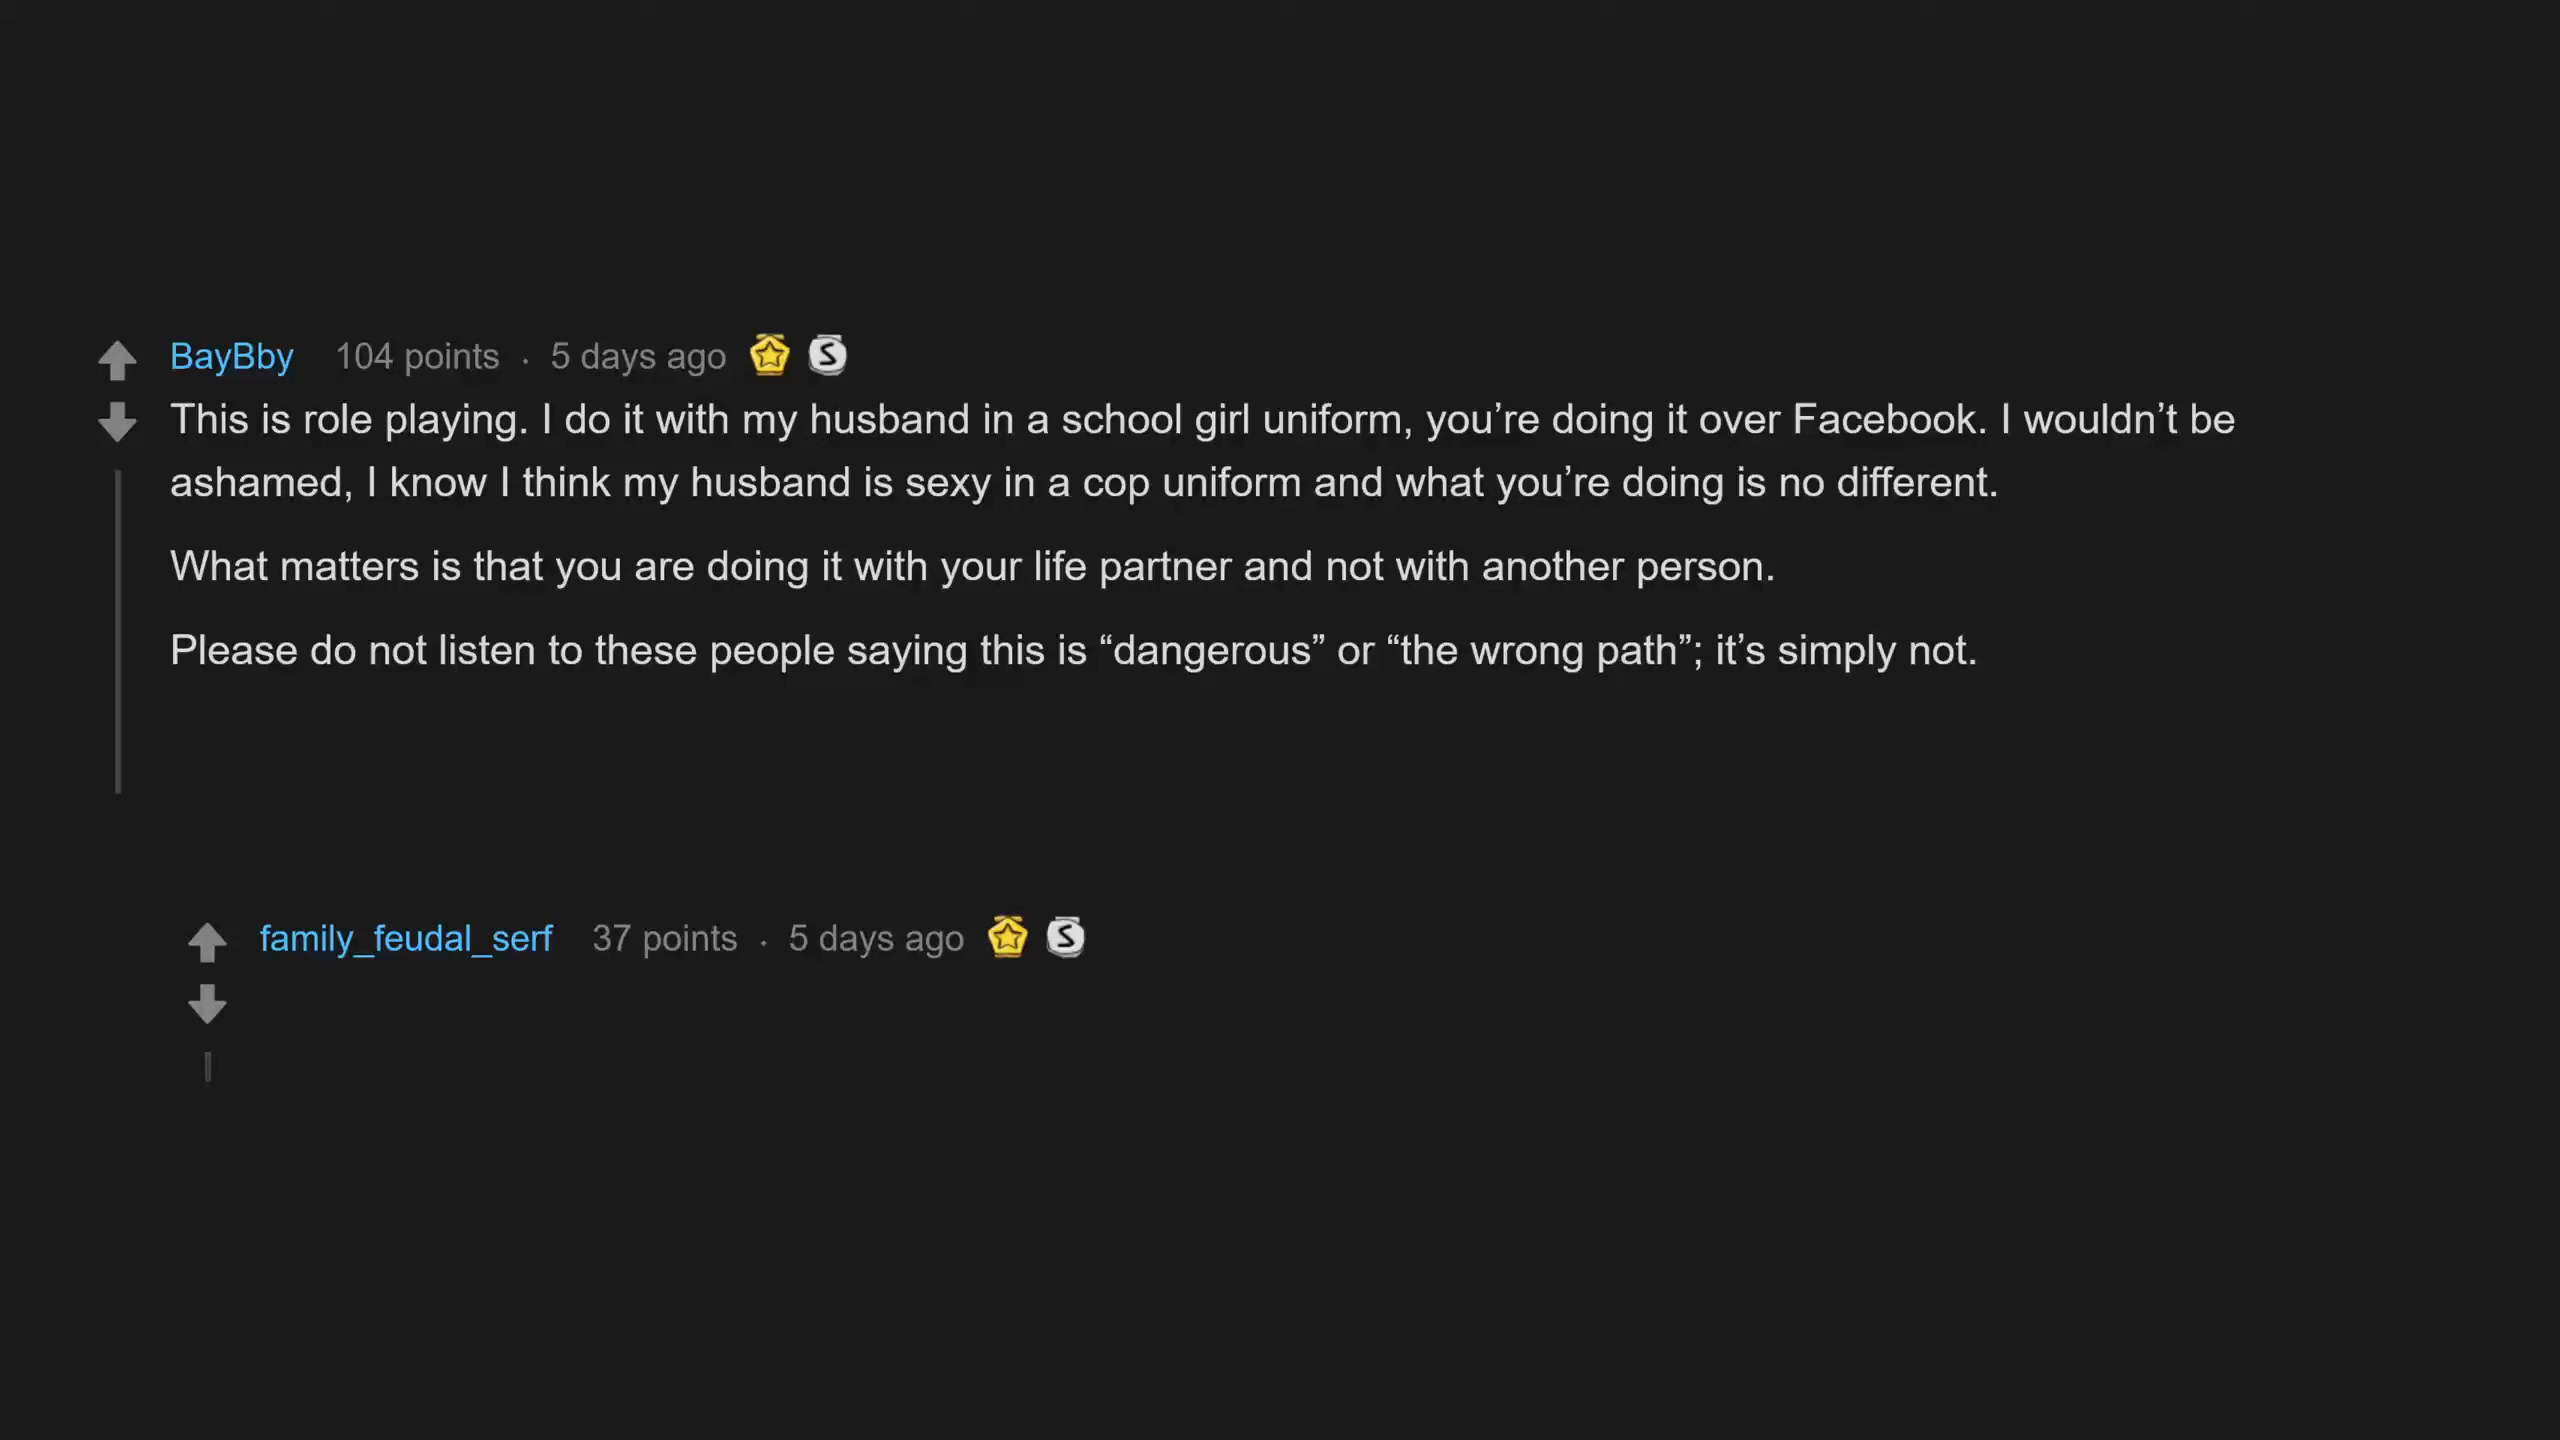 BayBby 104 points · 5 days ago
This is role playing. I do it with my husband in a school girl uniform, you’re doing it over Facebook. I wouldn’t be
ashamed, I know I think my husband is sexy in a cop uniform and what you’re doing is no different.
What matters is that you are doing it with your life partner and not with another person.
Please do not listen to these people saying this is “dangerous” or “the wrong path”; it’s simply not.
family_feudal_serf 37 points · 5 days ago